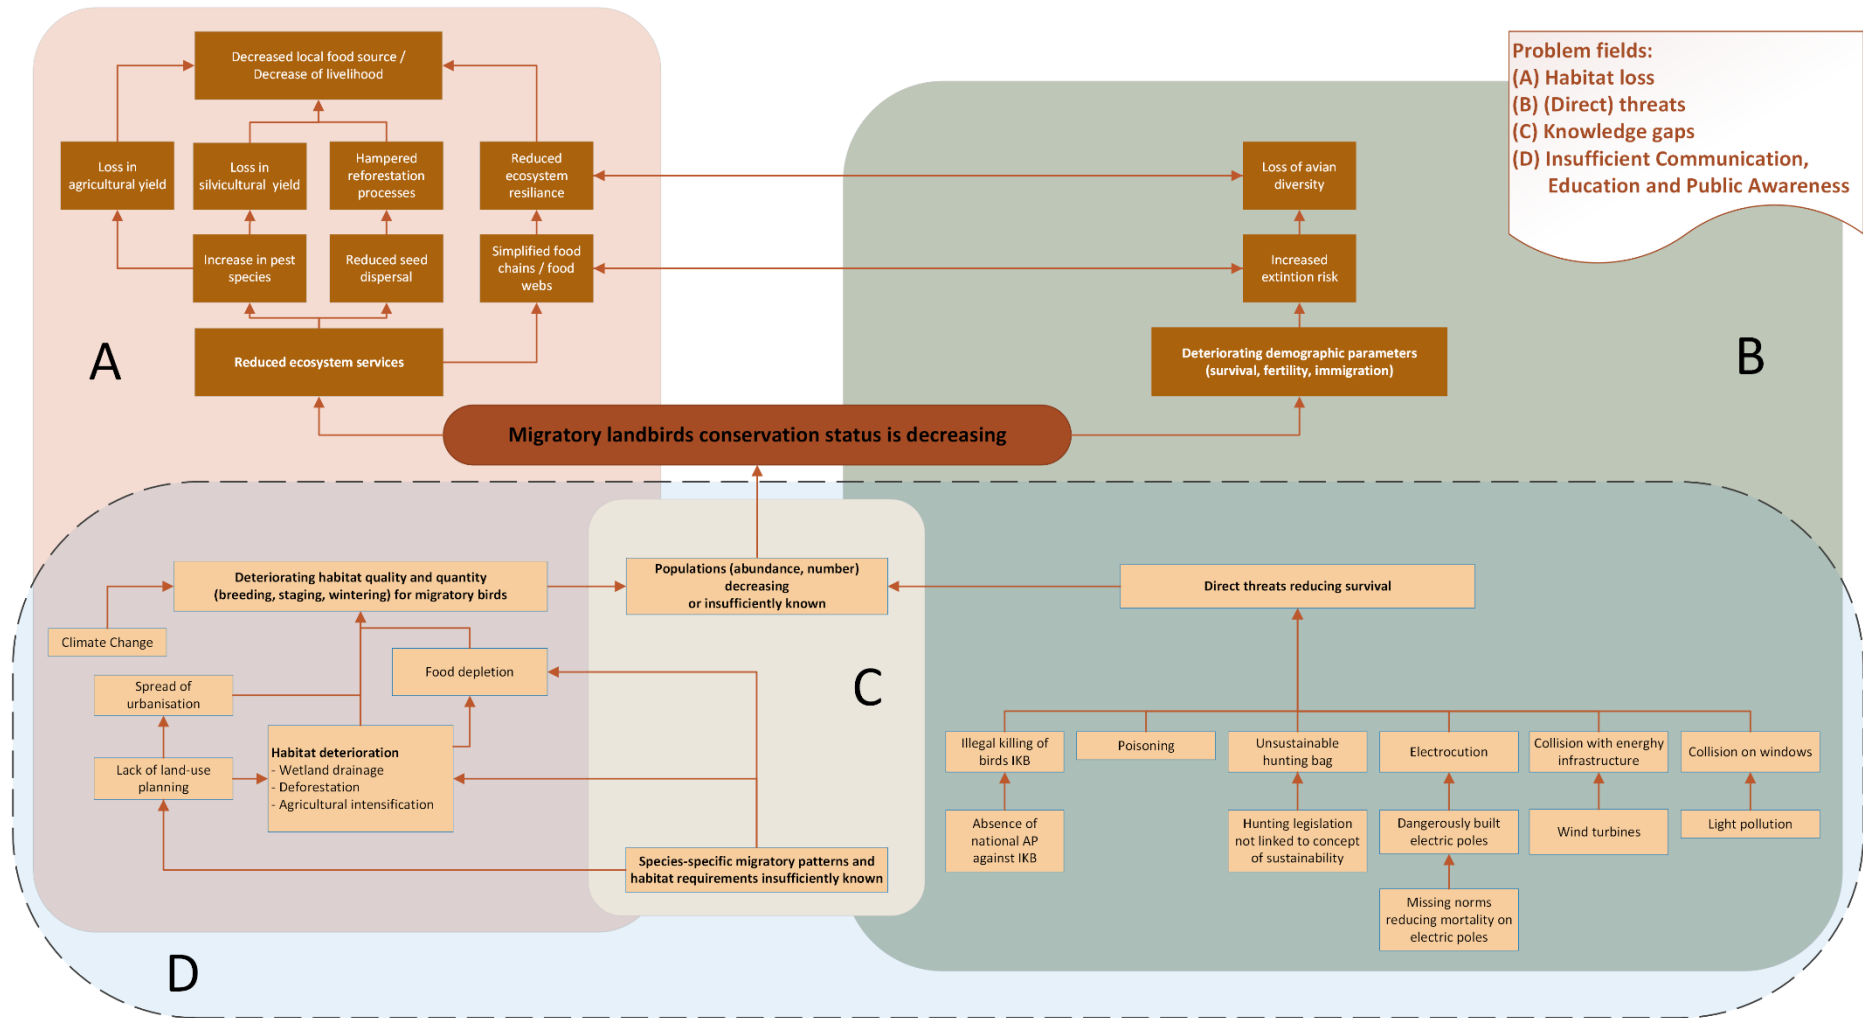 Problem fields:
(A) Habitat loss
(B) (Direct) threats
(C) Knowledge gaps
(D) Insufficient Communication,
Education and Public Awareness
Decreased local food source /
Decrease of livelihood
Loss in
agricultural yield
Loss in
silvicultural yield
Hampered
reforestation
processes
Reduced
ecosystem
resiliance
Loss of avian
diversity
Increase in pest
species
Reduced seed
dispersal
Simplified food
chains / food
webs
Increased
extintion risk
A
Reduced ecosystem services
Deteriorating demographic parameters
(survival, fertility, immigration)
B
Migratory landbirds conservation status is decreasing
Deteriorating habitat quality and quantity
(breeding, staging, wintering) for migratory birds
Populations (abundance, number)
decreasing
or insufficiently known
Direct threats reducing survival
Climate Change
Food depletion
C
Spread of
urbanisation
Lack of land-use
planning
Habitat deterioration
- Wetland drainage
- Deforestation
- Agricultural intensification
Species-specific migratory patterns and
habitat requirements insufficiently known
Illegal killing of
birds IKB
Poisoning
Unsustainable
hunting bag
Electrocution
Collision with energhy
infrastructure
Collision on windows
Absence of
national AP
against IKB
Hunting legislation
not linked to concept
of sustainability
Dangerously built
electric poles
Wind turbines
Light pollution
Missing norms
reducing mortality on
electric poles
D